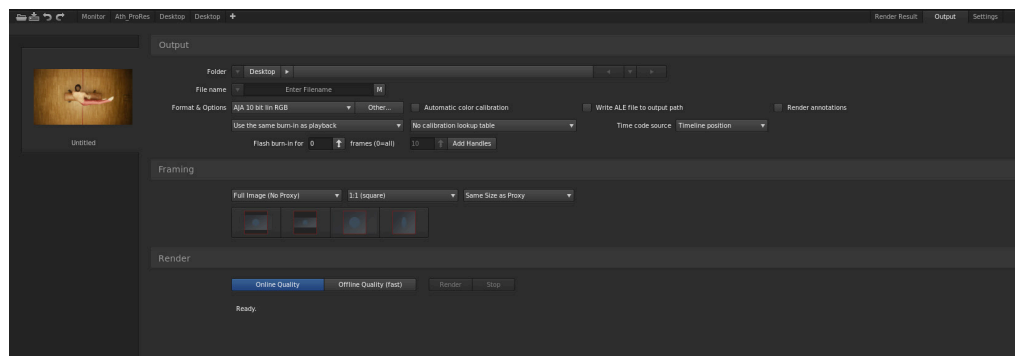 Monitor Ath_ProRes Desktop Desktop + Render Result Output Settings
Output
Untitled
Folder Desktop
File name Enter Filename M
Format & Options AJA 10 bit lin RGB Other... Automatic color calibration Write ALE file to output path Render annotations
Use the same burn-in as playback No calibration lookup table Time code source Timeline position
Flash burn-in for 0 frames (0=all) 10 Add Handles
Framing
Full Image (No Proxy) 1:1 (square) Same Size as Proxy
Render
Online Quality Offline Quality (fast) Render Stop
Ready.